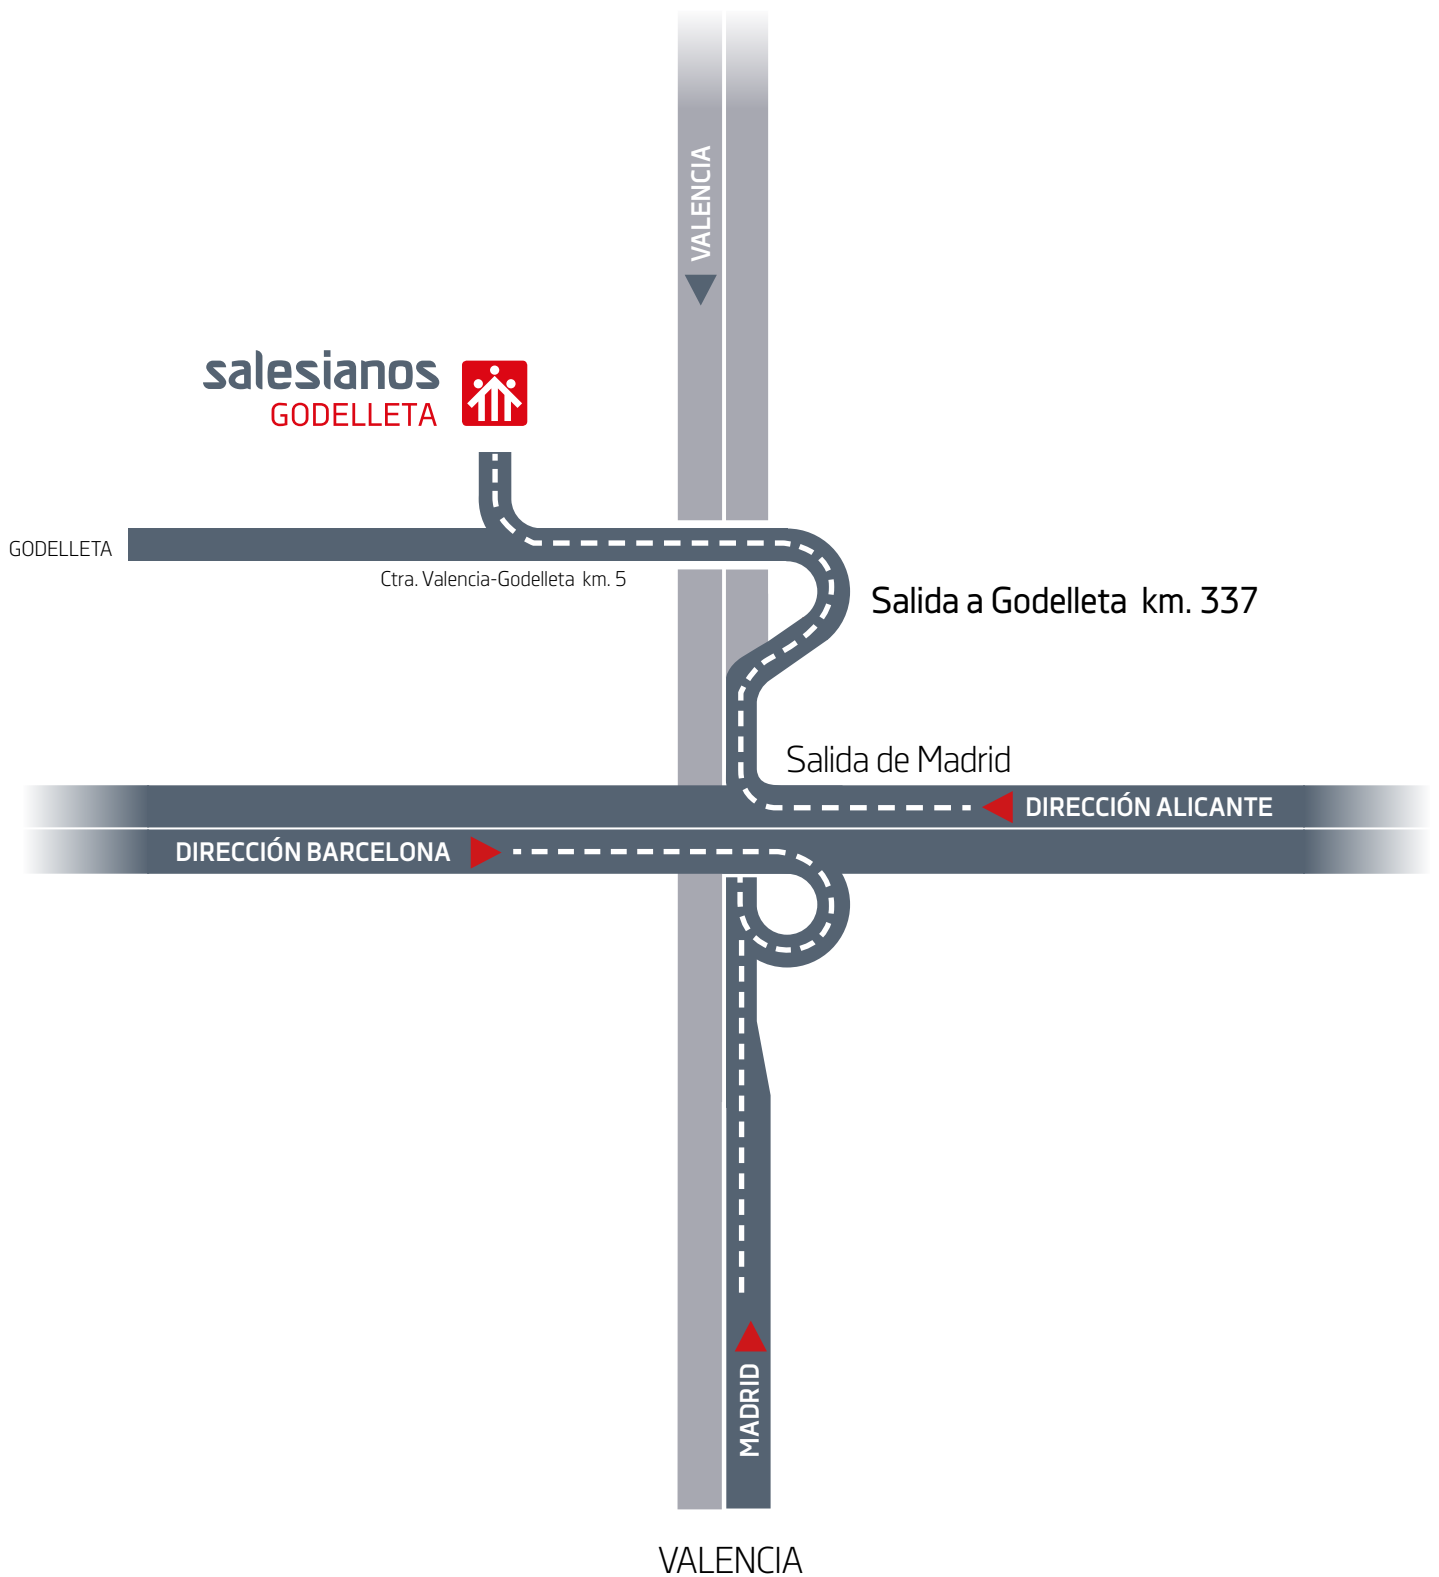 VALENCIA
salesianos
GODELLETA
GODELLETA
Ctra. Valencia-Godelleta km. 5
Salida a Godelleta km. 337
Salida de Madrid
DIRECCIÓN ALICANTE
DIRECCIÓN BARCELONA
MADRID
VALENCIA